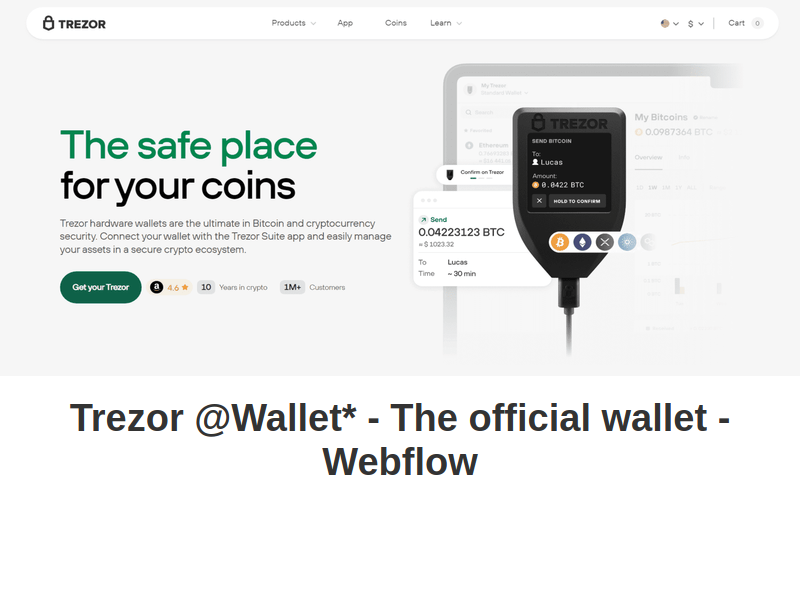 TREZOR
Products
App
Coins
Learn
$
Cart
0
The safe place
for your coins
Trezor hardware wallets are the ultimate in Bitcoin and cryptocurrency
security. Connect your wallet with the Trezor Suite app and easily manage
your assets in a secure crypto ecosystem.
Get your Trezor
a 4.6
10 Years in crypto
1M+ Customers
My Trezor
Ethereum
Confirm on Trezor
Send
0.04223123 BTC
≈ $ 1023.32
To Lucas
Time ~ 30 min
TREZOR
SEND BITCOIN
To:
Lucas
Amount:
0.0422 BTC
HOLD TO CONFIRM
My Bitcoins
0.0987364 BTC
Overview
Trezor @Wallet* - The official wallet -
Webflow